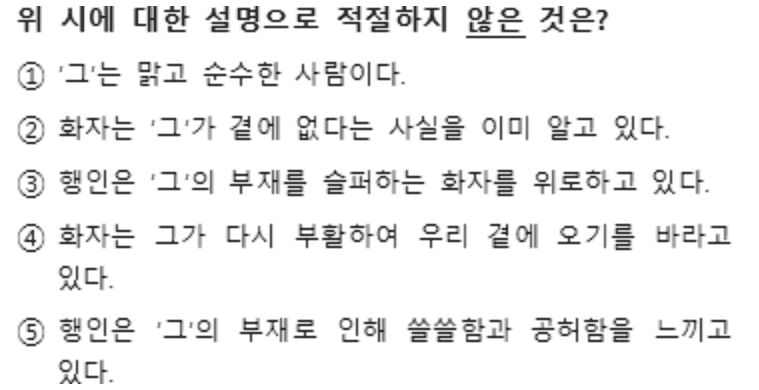 위 시에 대한 설명으로 적절하지 않은 것은?
① '그'는 맑고 순수한 사람이다.
② 화자는 '그'가 곁에 없다는 사실을 이미 알고 있다.
③ 행인은 '그'의 부재를 슬퍼하는 화자를 위로하고 있다.
④ 화자는 그가 다시 부활하여 우리 곁에 오기를 바라고
있다.
⑤ 행인은 '그'의 부재로 인해 쓸쓸함과 공허함을 느끼고
있다.